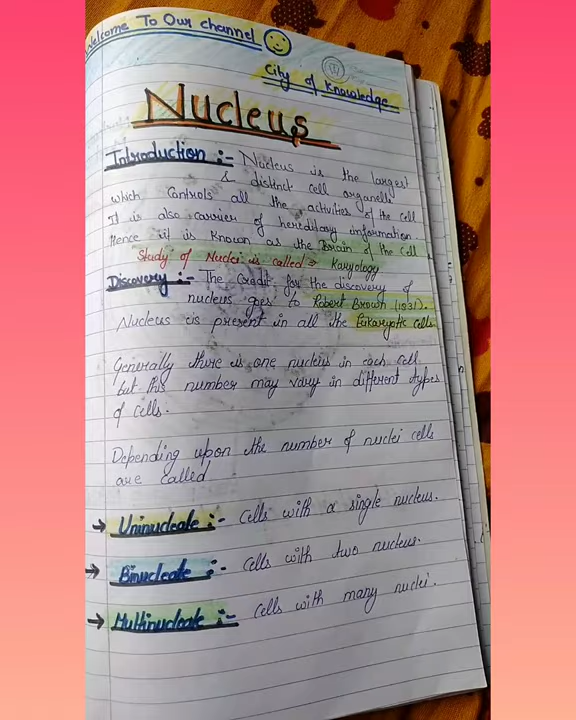 Welcome To Our channel
City of Knowledge
Nucleus
Introduction :- Nucleus is the largest
& distinct cell organelle
which controls all the activities of the cell
It is also carrier of hereditary information
Hence it is known as the Brain of the Cell
Study of Nuclei is called ⇒ Karyology
Discovery :- The Credit for the discovery of
nucleus goes to Robert Brown (1931).
Nucleus is present in all the Eukaryotic cells
Generally there is one nucleus in each cell
but this number may vary in different types
of cells.
Depending upon the number of nuclei cells
are called
→ Uninucleate :- Cells with a single nucleus.
→ Binucleate :- Cells with two nucleus.
→ Multinucleate :- Cells with many nuclei.